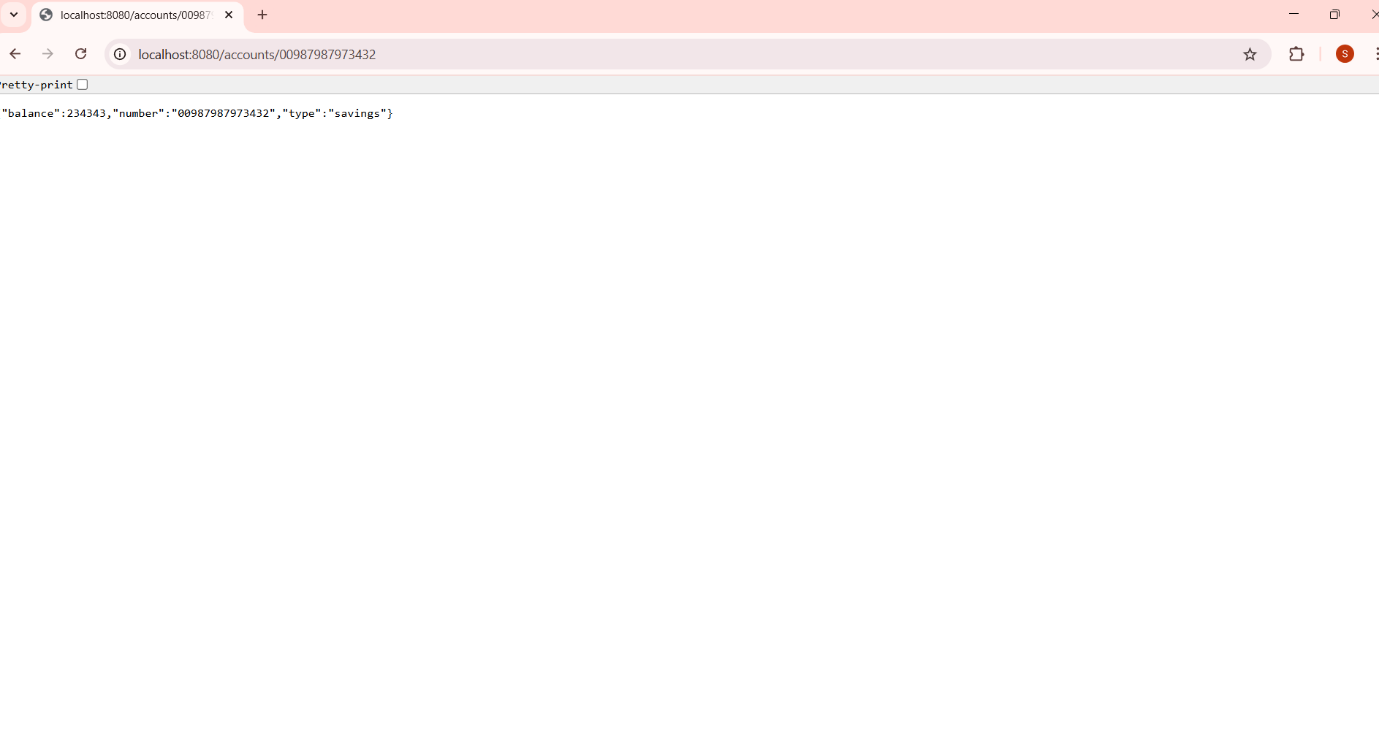 localhost:8080/accounts/00987
localhost:8080/accounts/00987987973432
S
retty-print
"balance":234343,"number":"00987987973432","type":"savings"}